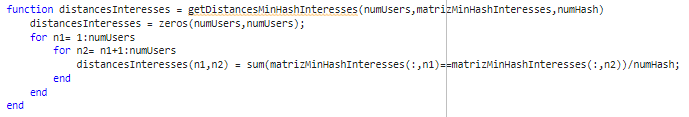 function distancesInteresses = getDistancesMinHashInteresses(numUsers,matrizMinHashInteresses,numHash)
    distancesInteresses = zeros(numUsers,numUsers);
    for n1= 1:numUsers
        for n2= n1+1:numUsers
            distancesInteresses(n1,n2) = sum(matrizMinHashInteresses(:,n1)==matrizMinHashInteresses(:,n2))/numHash;
        end
    end
end